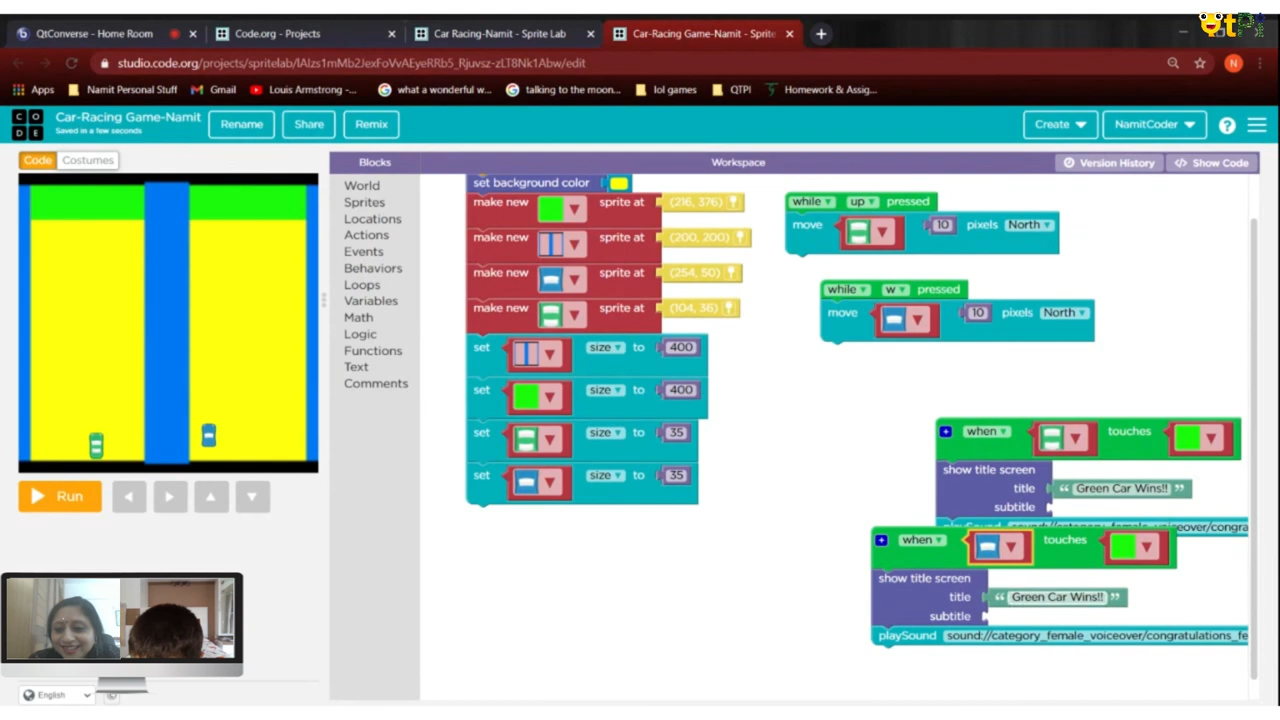 QtPi
QtConverse - Home Room
Code.org - Projects
Car Racing-Namit - Sprite Lab
Car-Racing Game-Namit - Sprite
studio.code.org/projects/spritelab/
Apps
Namit Personal Stuff
Gmail
Louis Armstrong -...
what a wonderful w...
talking to the moon...
lol games
QTPI
Homework & Assig...
C O
D E
Car-Racing Game-Namit
Saved in a few seconds
Rename
Share
Remix
Create
NamitCoder
?
Code
Costumes
Blocks
Workspace
Version History
</> Show Code
World
Sprites
Locations
Actions
Events
Behaviors
Loops
Variables
Math
Logic
Functions
Text
Comments
set background color
make new sprite at (216, 376)
make new sprite at (200, 200)
make new sprite at (254, 50)
make new sprite at (104, 36)
set size to 400
set size to 400
set size to 35
set size to 35
while up pressed
move 10 pixels North
while w pressed
move 10 pixels North
when touches
show title screen
title “ Green Car Wins!! ”
subtitle
when touches
show title screen
title “ Green Car Wins!! ”
subtitle
playSound sound://category_female_voiceover/congratulations_fe
Run
English
N